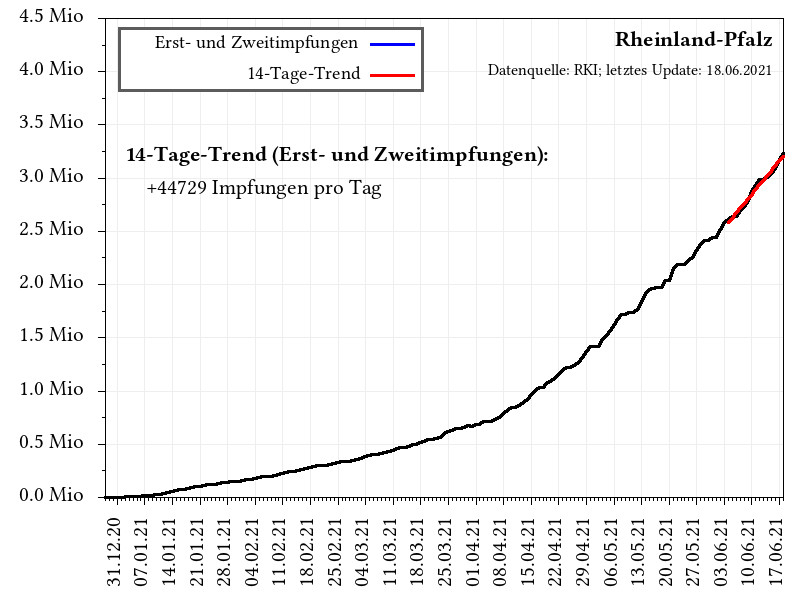 4.5 Mio
4.0 Mio
3.5 Mio
3.0 Mio
2.5 Mio
2.0 Mio
1.5 Mio
1.0 Mio
0.5 Mio
0.0 Mio
Erst- und Zweitimpfungen
14-Tage-Trend
Rheinland-Pfalz
Datenquelle: RKI; letztes Update: 18.06.2021
14-Tage-Trend (Erst- und Zweitimpfungen):
+44729 Impfungen pro Tag
31.12.20
07.01.21
14.01.21
21.01.21
28.01.21
04.02.21
11.02.21
18.02.21
25.02.21
04.03.21
11.03.21
18.03.21
25.03.21
01.04.21
08.04.21
15.04.21
22.04.21
29.04.21
06.05.21
13.05.21
20.05.21
27.05.21
03.06.21
10.06.21
17.06.21